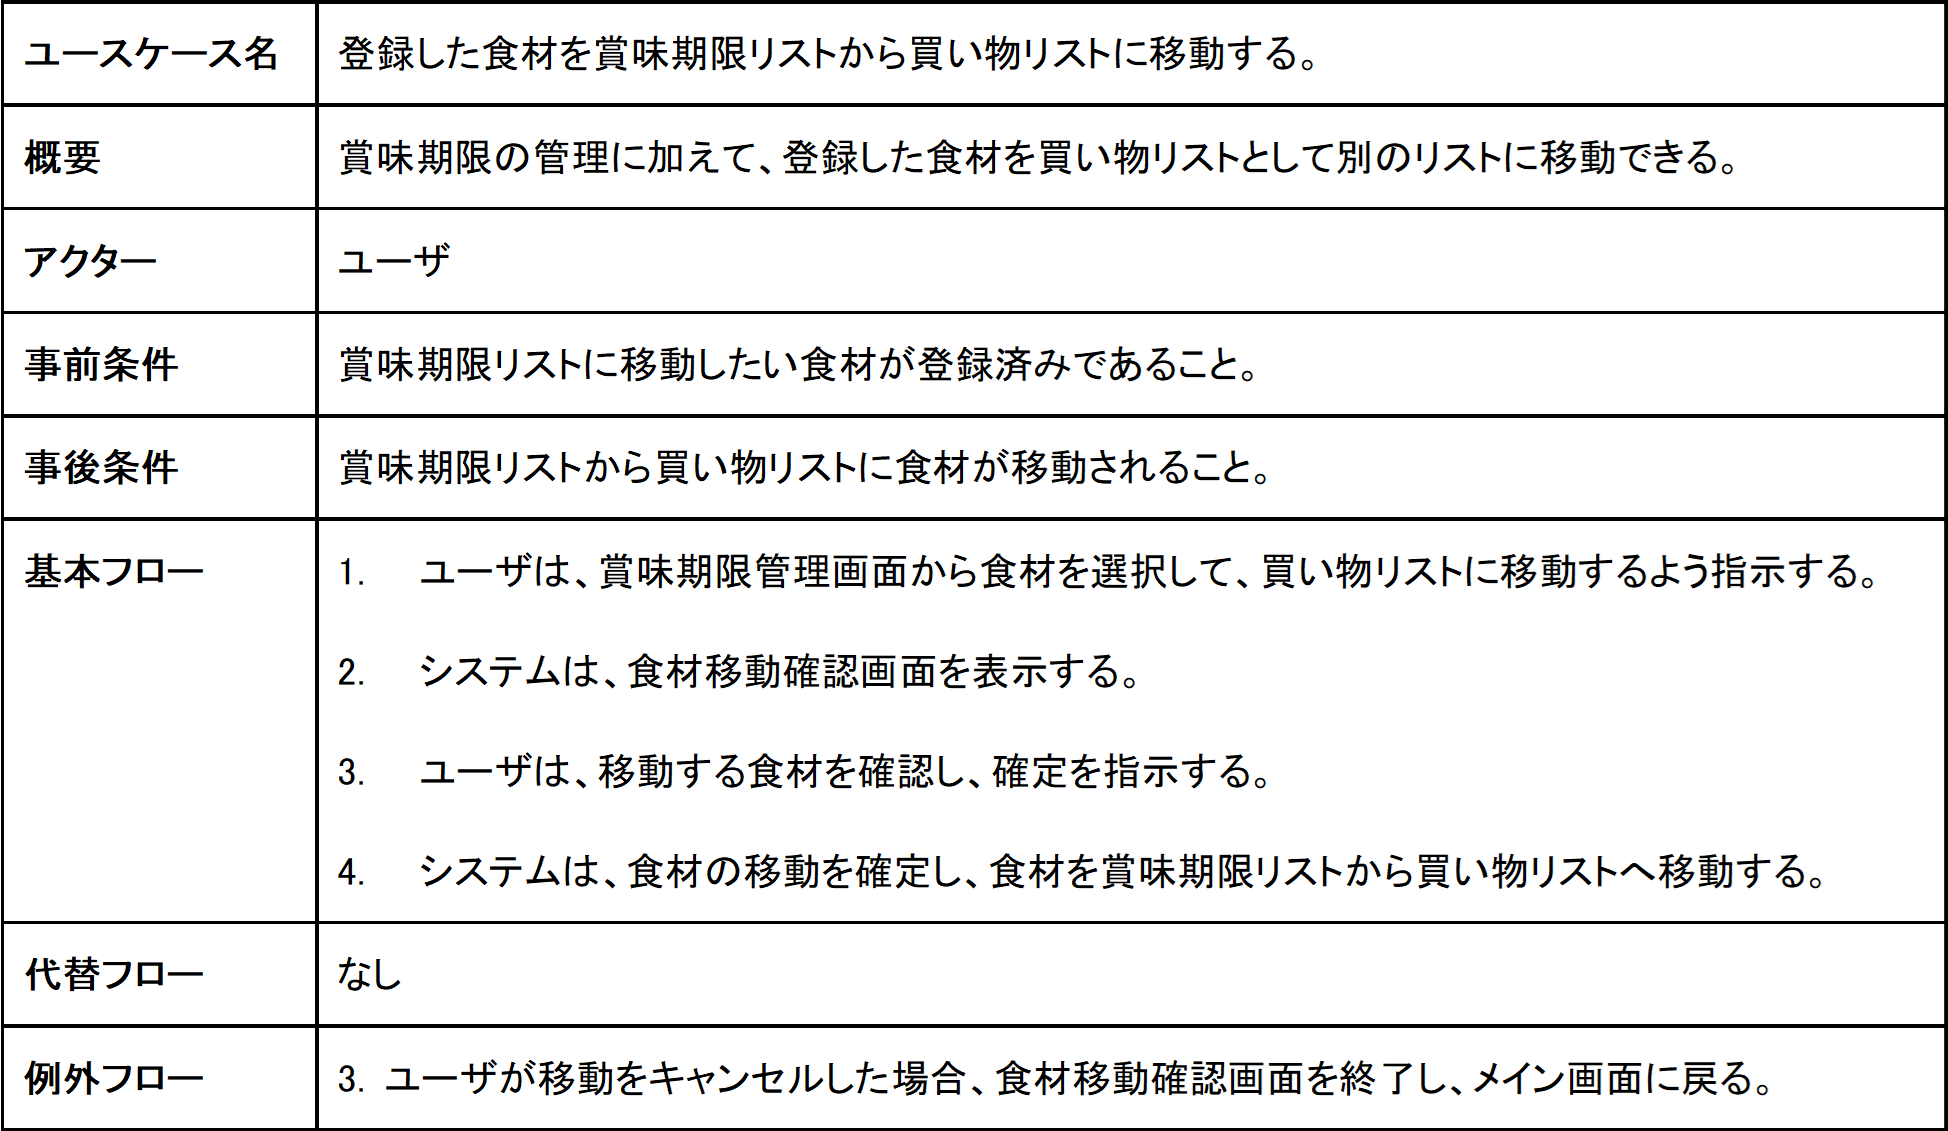 ユースケース名 登録した食材を賞味期限リストから買い物リストに移動する。
概要 賞味期限の管理に加えて、登録した食材を買い物リストとして別のリストに移動できる。
アクター ユーザ
事前条件 賞味期限リストに移動したい食材が登録済みであること。
事後条件 賞味期限リストから買い物リストに食材が移動されること。
基本フロー 1. ユーザは、賞味期限管理画面から食材を選択して、買い物リストに移動するよう指示する。
2. システムは、食材移動確認画面を表示する。
3. ユーザは、移動する食材を確認し、確定を指示する。
4. システムは、食材の移動を確定し、食材を賞味期限リストから買い物リストへ移動する。
代替フロー なし
例外フロー 3. ユーザが移動をキャンセルした場合、食材移動確認画面を終了し、メイン画面に戻る。